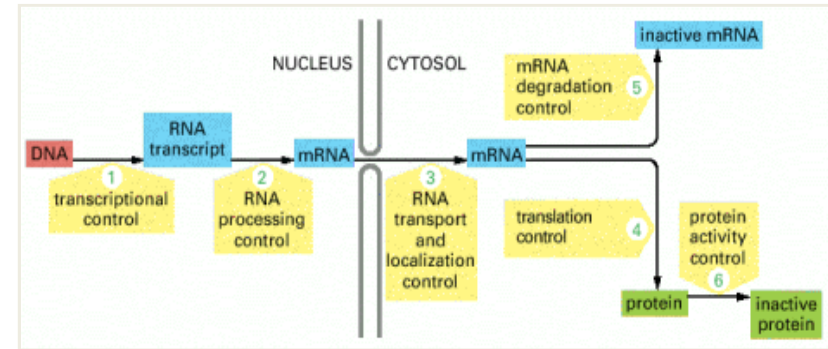 NUCLEUS
CYTOSOL
DNA
1
transcriptional
control
RNA
transcript
2
RNA
processing
control
mRNA
3
RNA
transport
and
localization
control
mRNA
mRNA
degradation
control
5
inactive mRNA
translation
control
4
protein
activity
control
6
protein
inactive
protein